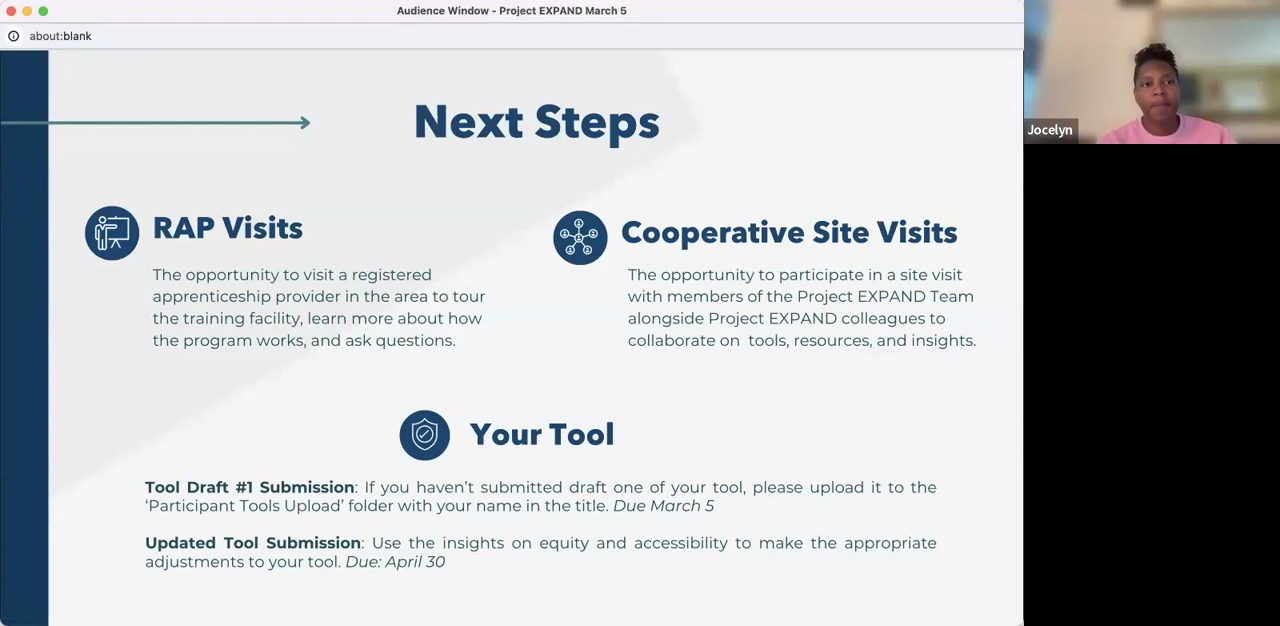 Audience Window - Project EXPAND March 5
about:blank
Next Steps
RAP Visits
The opportunity to visit a registered
apprenticeship provider in the area to tour
the training facility, learn more about how
the program works, and ask questions.
Cooperative Site Visits
The opportunity to participate in a site visit
with members of the Project EXPAND Team
alongside Project EXPAND colleagues to
collaborate on tools, resources, and insights.
Your Tool
Tool Draft #1 Submission: If you haven't submitted draft one of your tool, please upload it to the
‘Participant Tools Upload’ folder with your name in the title. Due March 5
Updated Tool Submission: Use the insights on equity and accessibility to make the appropriate
adjustments to your tool. Due: April 30
Jocelyn